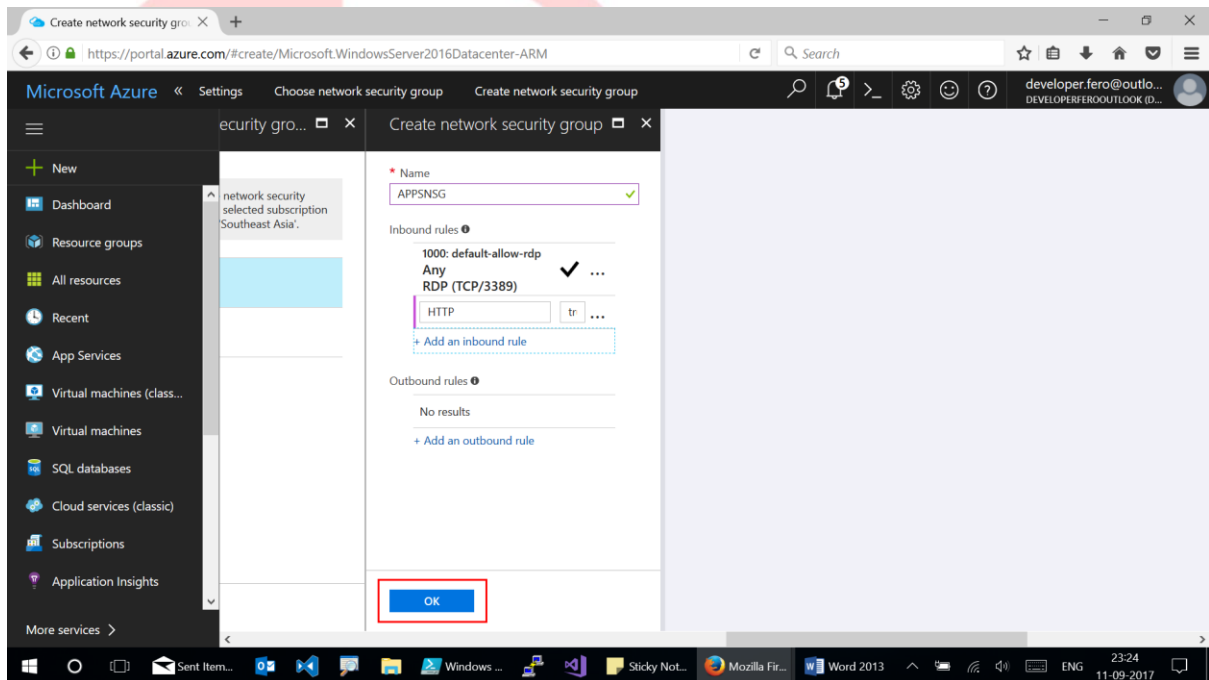 Create network security gro
https://portal.azure.com/#create/Microsoft.WindowsServer2016Datacenter-ARM
Search
Microsoft Azure « Settings Choose network security group Create network security group
5
developer.fero@outlo...
DEVELOPERFEROOUTLOOK (D...
ecurity gro...
Create network security group
New
Dashboard
Resource groups
All resources
Recent
App Services
Virtual machines (class...
Virtual machines
SQL databases
Cloud services (classic)
Subscriptions
Application Insights
More services >
network security
selected subscription
'Southeast Asia'.
* Name
APPSNSG
Inbound rules
1000: default-allow-rdp
Any
RDP (TCP/3389)
...
HTTP
tr
...
+ Add an inbound rule
Outbound rules
No results
+ Add an outbound rule
OK
Sent Item...
Windows ...
Sticky Not...
Mozilla Fir...
Word 2013
ENG
23:24
11-09-2017